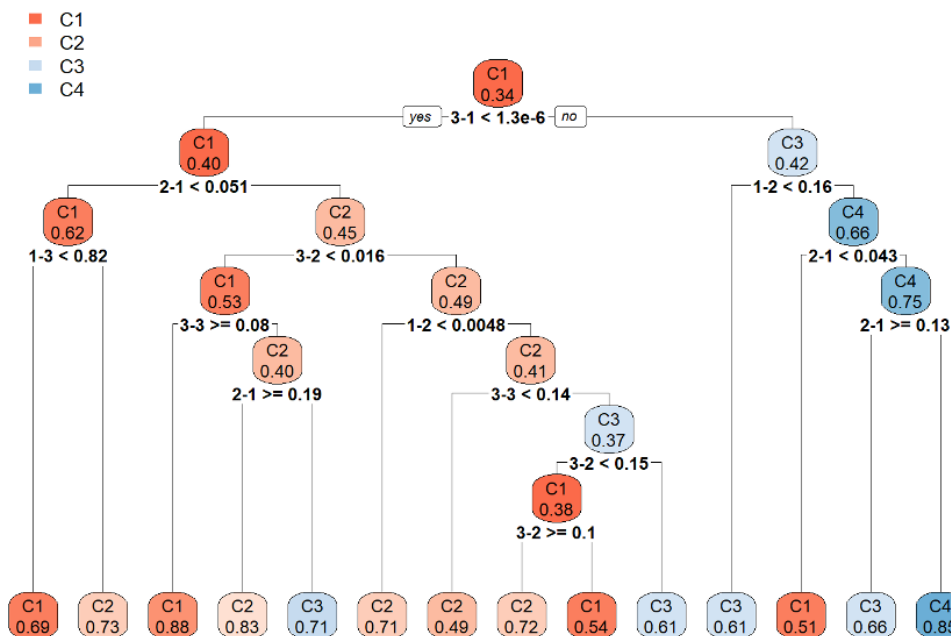 C1
C2
C3
C4
C1
0.34
yes 3-1 < 1.3e-6 no
C1
0.40
C3
0.42
2-1 < 0.051
1-2 < 0.16
C1
0.62
C2
0.45
C4
0.66
1-3 < 0.82
3-2 < 0.016
2-1 < 0.043
C1
0.53
C2
0.49
C4
0.75
3-3 >= 0.08
1-2 < 0.0048
2-1 >= 0.13
C2
0.40
C2
0.41
2-1 >= 0.19
3-3 < 0.14
C3
0.37
3-2 < 0.15
C1
0.38
3-2 >= 0.1
C1 C2 C1 C2 C3 C2 C2 C2 C1 C3 C3 C1 C3 C4
0.69 0.73 0.88 0.83 0.71 0.71 0.49 0.72 0.54 0.61 0.61 0.51 0.66